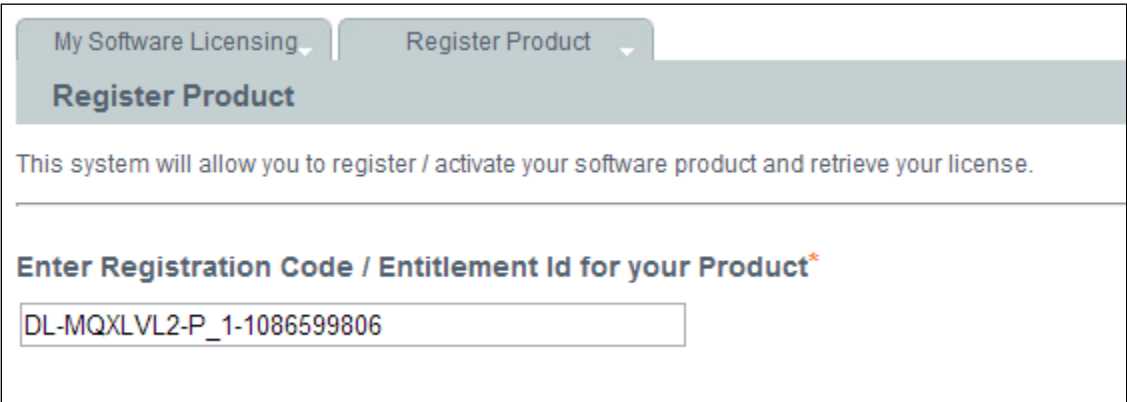 My Software Licensing
Register Product
Register Product
This system will allow you to register / activate your software product and retrieve your license.
Enter Registration Code / Entitlement Id for your Product*
DL-MQXLVL2-P_1-1086599806